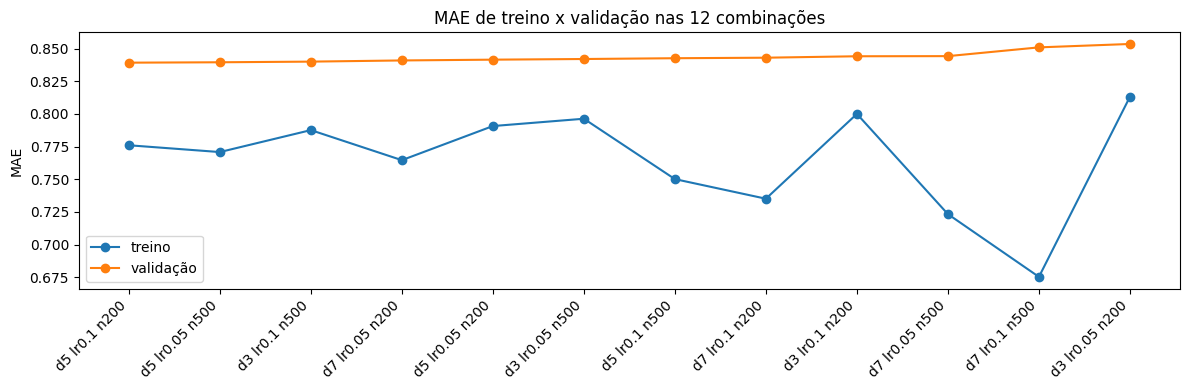 MAE de treino x validação nas 12 combinações
MAE
0.850
0.825
0.800
0.775
0.750
0.725
0.700
0.675
treino
validação
d5 lr0.1 n200
d5 lr0.05 n500
d3 lr0.1 n500
d7 lr0.05 n200
d5 lr0.05 n200
d3 lr0.05 n500
d5 lr0.1 n500
d7 lr0.1 n200
d3 lr0.1 n200
d7 lr0.05 n500
d7 lr0.1 n500
d3 lr0.05 n200